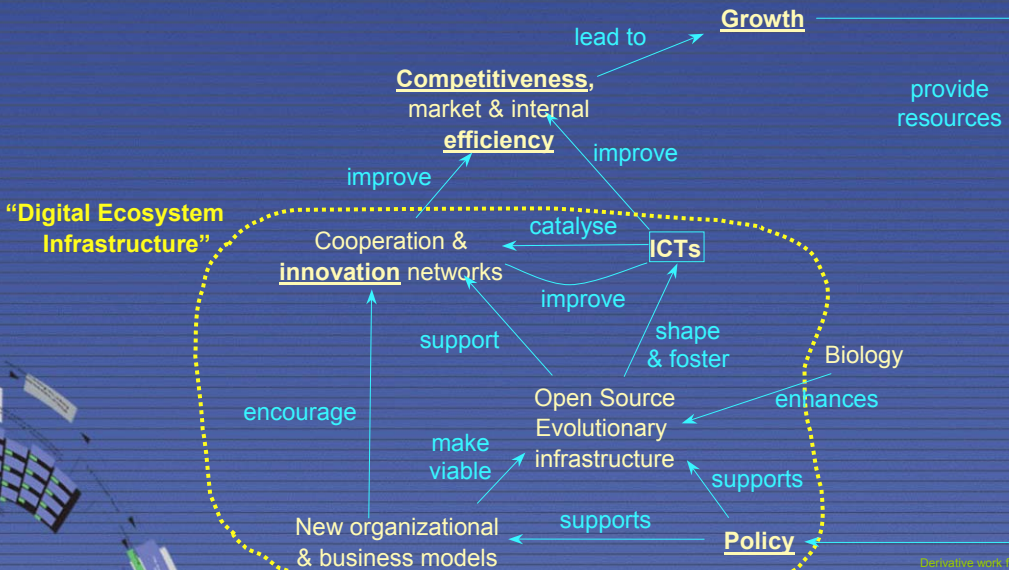 Growth
lead to
Competitiveness,
market & internal
efficiency
provide
resources
improve
improve
“Digital Ecosystem
Infrastructure”
Cooperation &
innovation networks
catalyse
ICTs
improve
support
shape
& foster
Biology
enhances
encourage
Open Source
Evolutionary
infrastructure
make
viable
supports
New organizational
& business models
supports
Policy
Derivative work